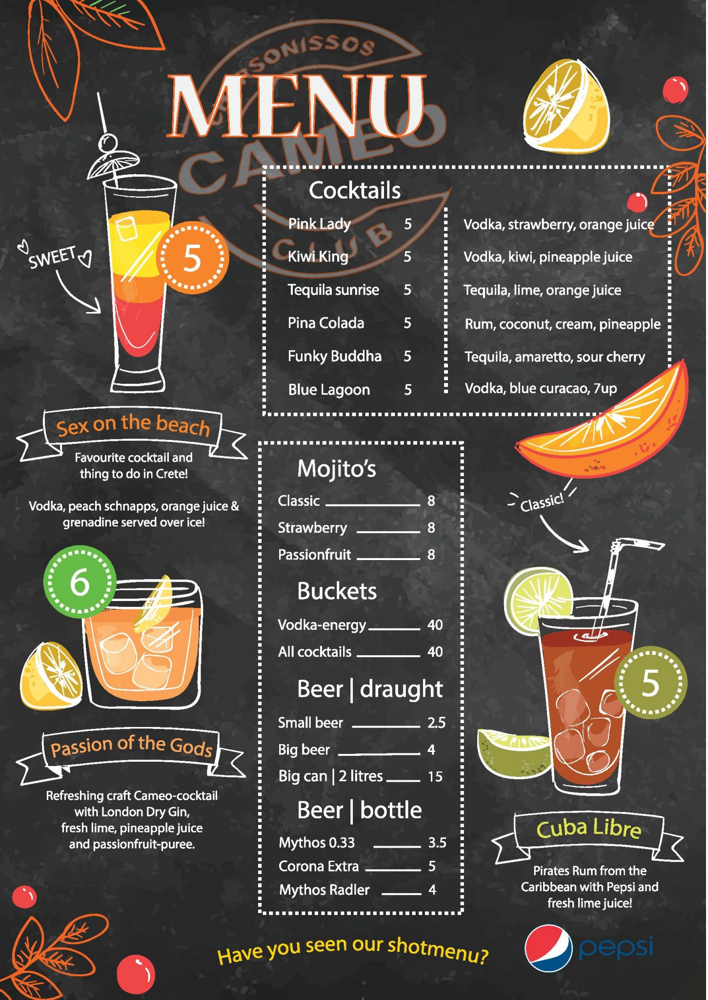 MENU
SONISSOS
CAMEO
CLUB
SWEET
5
Sex on the beach
Favourite cocktail and
thing to do in Crete!
Vodka, peach schnapps, orange juice &
grenadine served over ice!
Cocktails
Pink Lady 5 Vodka, strawberry, orange juice
Kiwi King 5 Vodka, kiwi, pineapple juice
Tequila sunrise 5 Tequila, lime, orange juice
Pina Colada 5 Rum, coconut, cream, pineapple
Funky Buddha 5 Tequila, amaretto, sour cherry
Blue Lagoon 5 Vodka, blue curacao, 7up
6
Passion of the Gods
Refreshing craft Cameo-cocktail
with London Dry Gin,
fresh lime, pineapple juice
and passionfruit-puree.
Mojito's
Classic 8
Strawberry 8
Passionfruit 8
Buckets
Vodka-energy 40
All cocktails 40
Beer | draught
Small beer 2.5
Big beer 4
Big can | 2 litres 15
Beer | bottle
Mythos 0.33 3.5
Corona Extra 5
Mythos Radler 4
Classic!
5
Cuba Libre
Pirates Rum from the
Caribbean with Pepsi and
fresh lime juice!
Have you seen our shotmenu?
pepsi